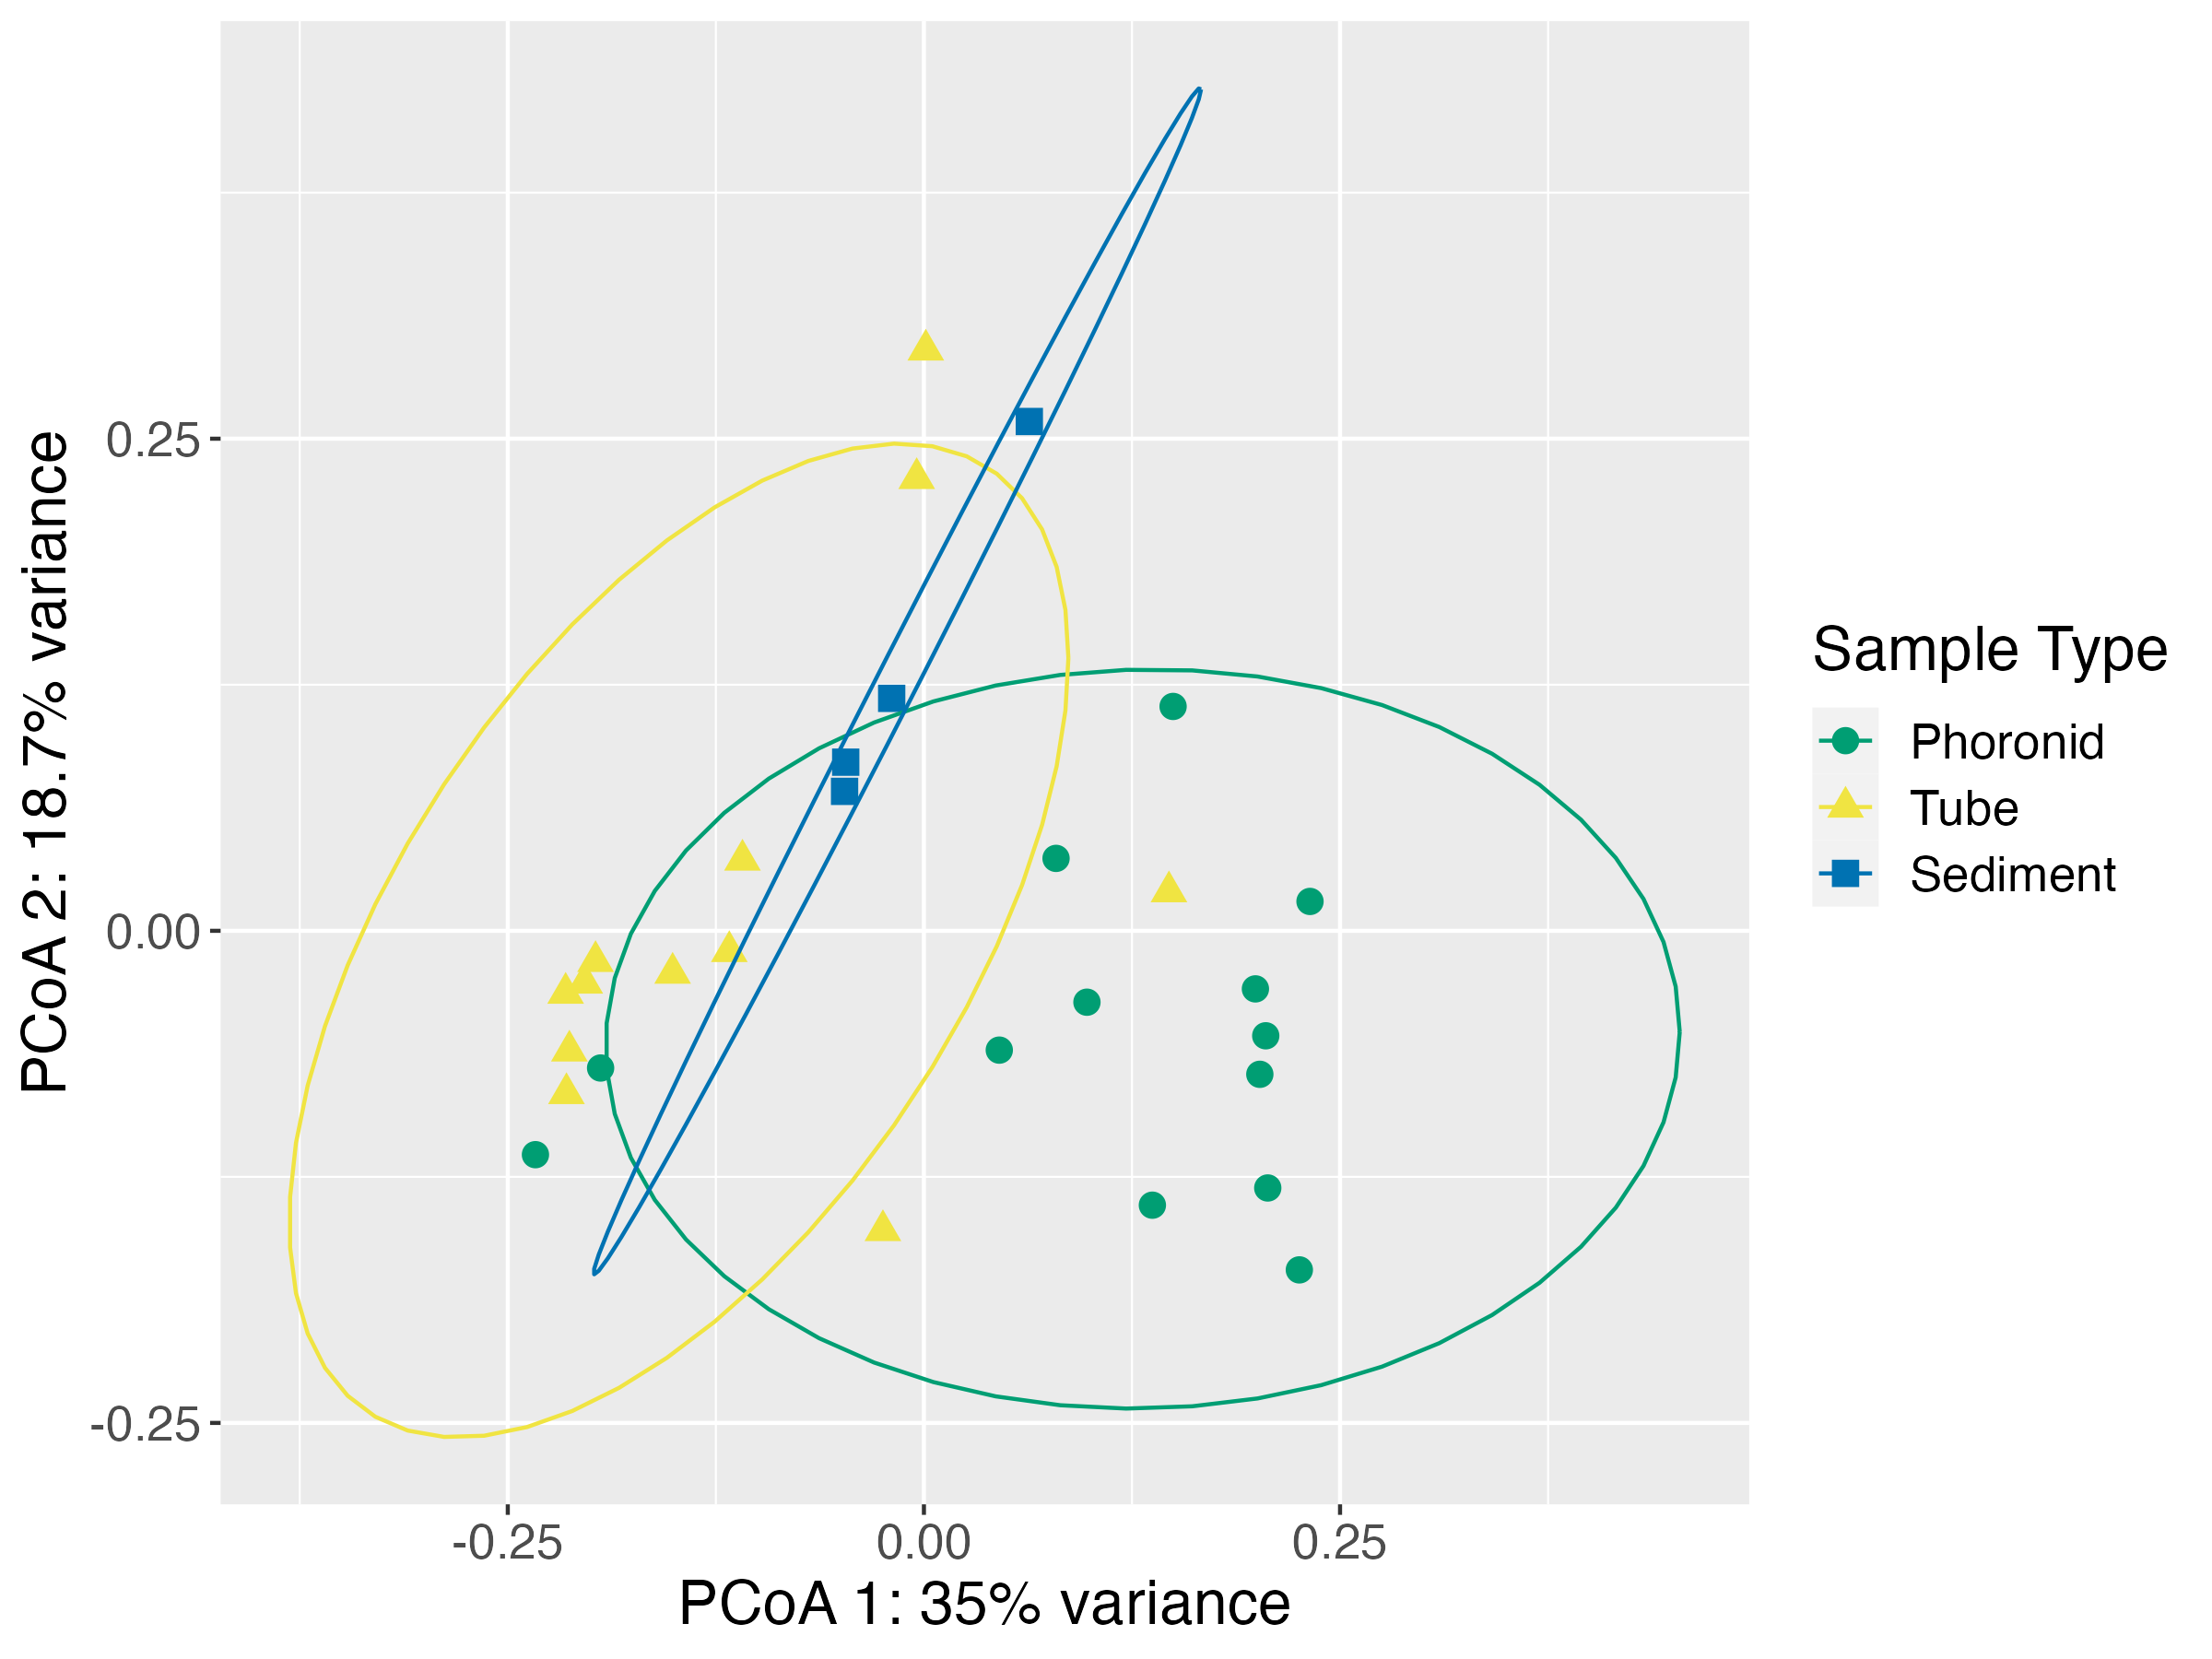 PCoA 2: 18.7% variance
0.25
0.00
-0.25
-0.25 0.00 0.25
PCoA 1: 35% variance
Sample Type
Phoronid
Tube
Sediment